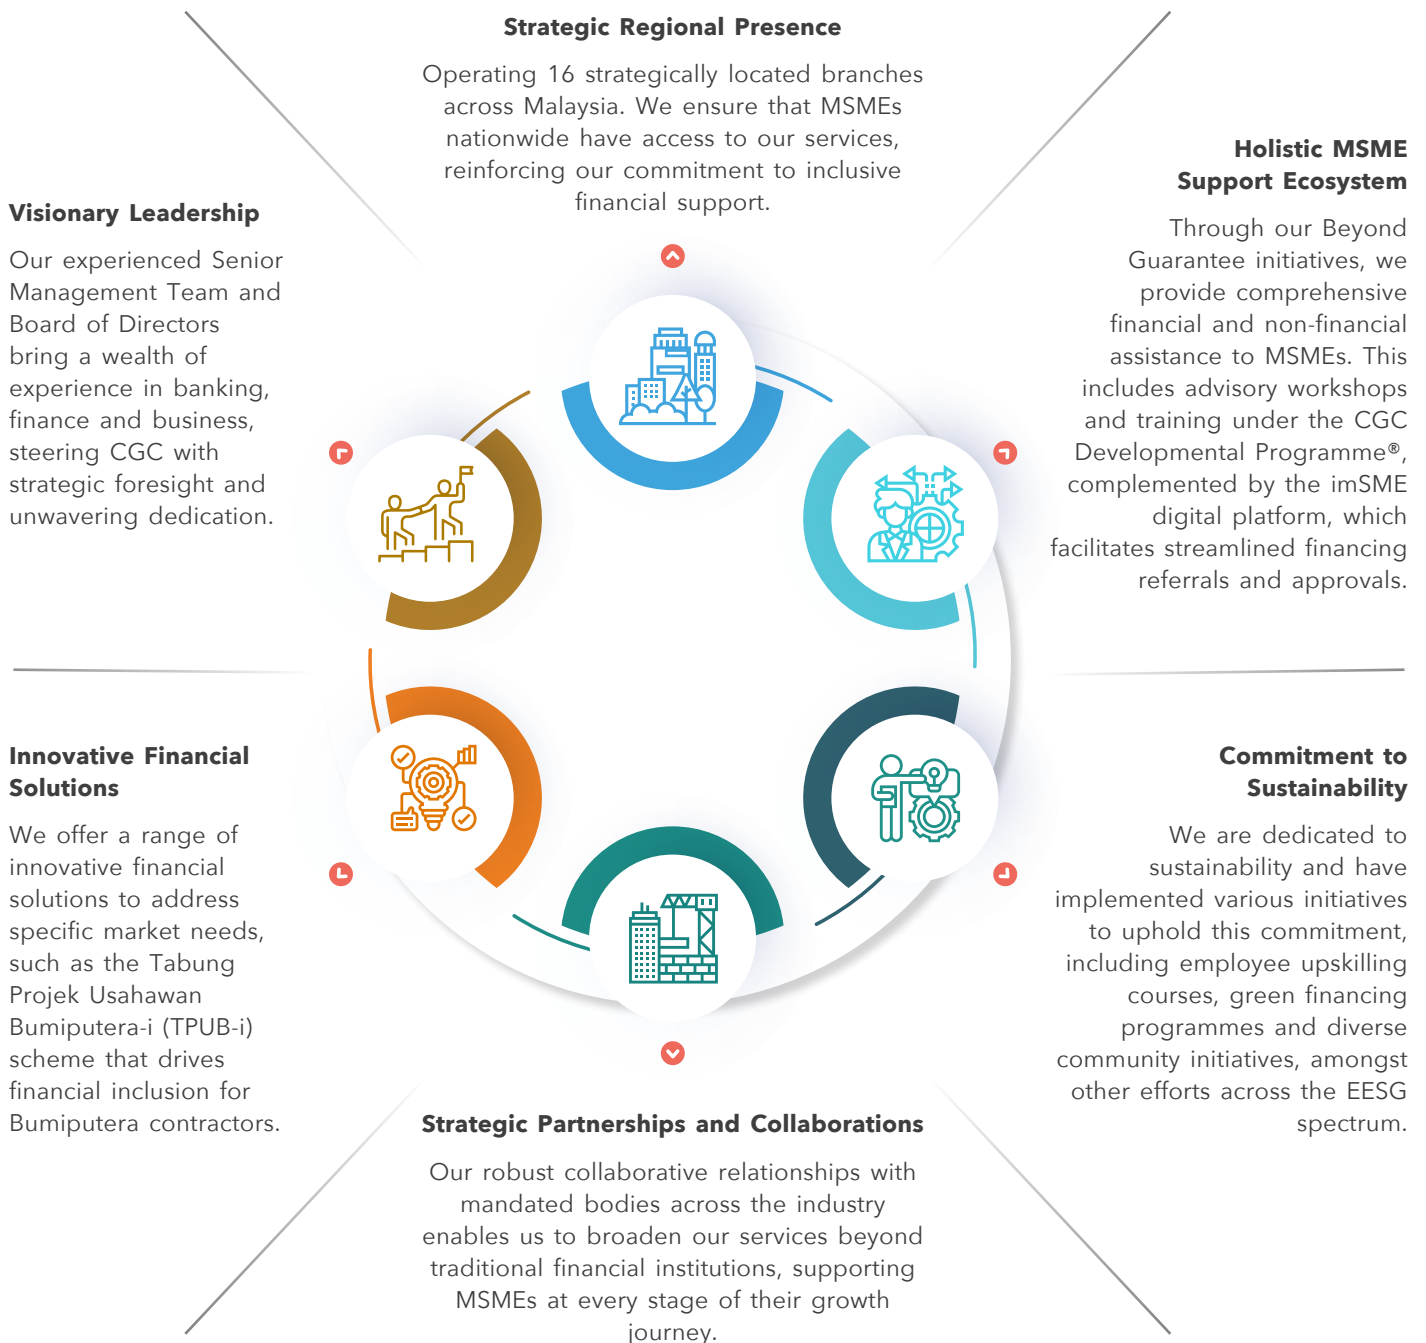 Strategic Regional Presence
Operating 16 strategically located branches
across Malaysia. We ensure that MSMEs
nationwide have access to our services,
reinforcing our commitment to inclusive
financial support.
Holistic MSME
Support Ecosystem
Through our Beyond
Guarantee initiatives, we
provide comprehensive
financial and non-financial
assistance to MSMEs. This
includes advisory workshops
and training under the CGC
Developmental Programme®,
complemented by the imSME
digital platform, which
facilitates streamlined financing
referrals and approvals.
Commitment to
Sustainability
We are dedicated to
sustainability and have
implemented various initiatives
to uphold this commitment,
including employee upskilling
courses, green financing
programmes and diverse
community initiatives, amongst
other efforts across the EESG
spectrum.
Strategic Partnerships and Collaborations
Our robust collaborative relationships with
mandated bodies across the industry
enables us to broaden our services beyond
traditional financial institutions, supporting
MSMEs at every stage of their growth
journey.
Innovative Financial
Solutions
We offer a range of
innovative financial
solutions to address
specific market needs,
such as the Tabung
Projek Usahawan
Bumiputera-i (TPUB-i)
scheme that drives
financial inclusion for
Bumiputera contractors.
Visionary Leadership
Our experienced Senior
Management Team and
Board of Directors
bring a wealth of
experience in banking,
finance and business,
steering CGC with
strategic foresight and
unwavering dedication.